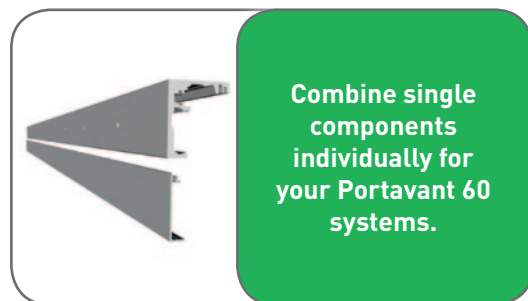 Combine single
components
individually for
your Portavant 60
systems.